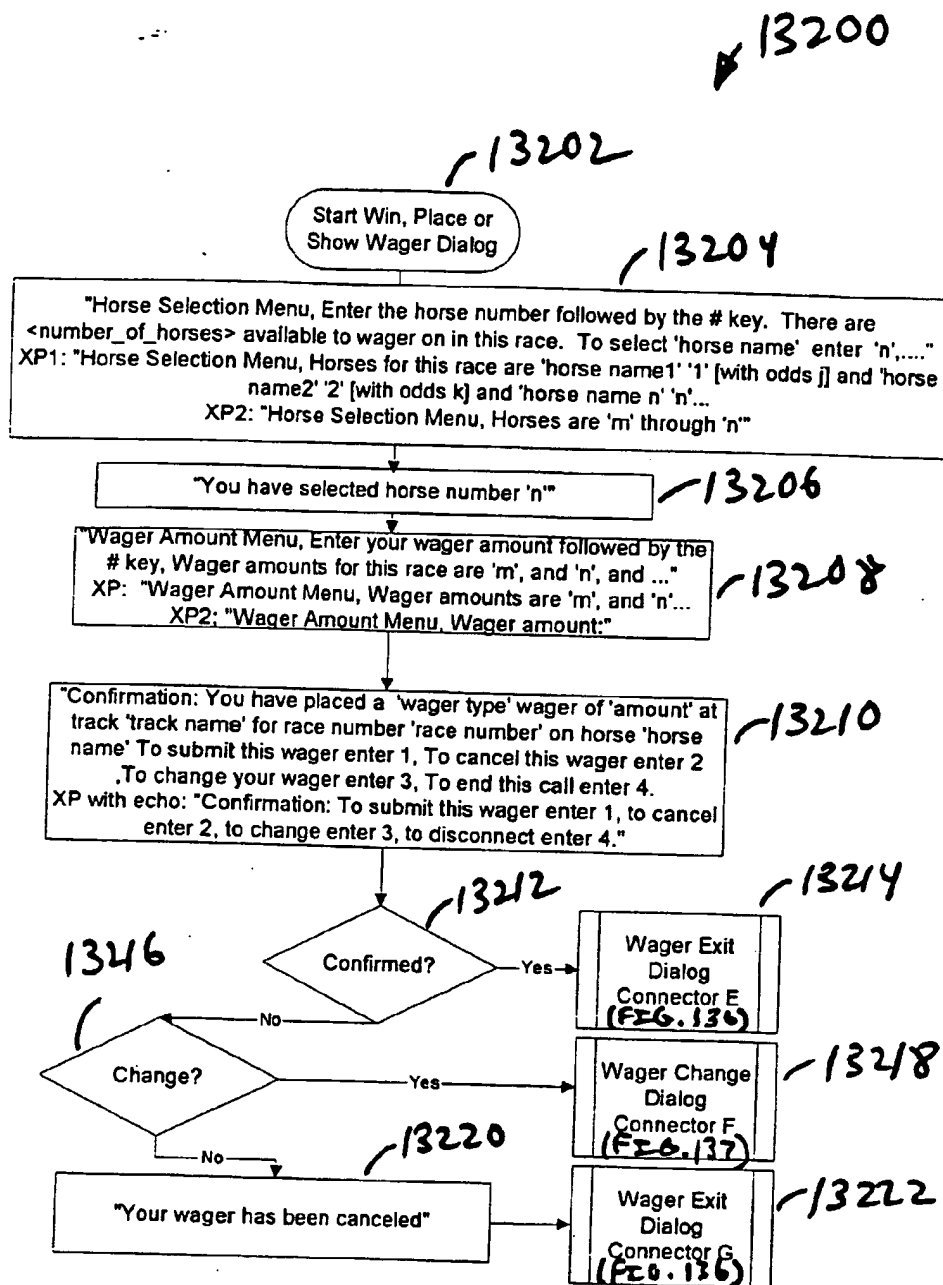 13200
13202
Start Win, Place or
Show Wager Dialog
13204
"Horse Selection Menu, Enter the horse number followed by the # key. There are
<number_of_horses> available to wager on in this race. To select 'horse name' enter 'n',...."
XP1: "Horse Selection Menu, Horses for this race are 'horse name1' '1' [with odds j] and 'horse
name2' '2' [with odds k] and 'horse name n' 'n'...
XP2: "Horse Selection Menu, Horses are 'm' through 'n'"
"You have selected horse number 'n'"
13206
"Wager Amount Menu, Enter your wager amount followed by the
# key, Wager amounts for this race are 'm', and 'n', and ..."
XP: "Wager Amount Menu, Wager amounts are 'm', and 'n'...
XP2: "Wager Amount Menu, Wager amount:"
13208
"Confirmation: You have placed a 'wager type' wager of 'amount' at
track 'track name' for race number 'race number' on horse 'horse
name' To submit this wager enter 1, To cancel this wager enter 2
,To change your wager enter 3, To end this call enter 4.
XP with echo: "Confirmation: To submit this wager enter 1, to cancel
enter 2, to change enter 3, to disconnect enter 4."
13210
13212
Confirmed?
Yes
13214
Wager Exit
Dialog
Connector E
(FIG. 136)
No
13216
Change?
Yes
13218
Wager Change
Dialog
Connector F
(FIG. 137)
No
13220
"Your wager has been canceled"
13222
Wager Exit
Dialog
Connector G
(FIG. 136)